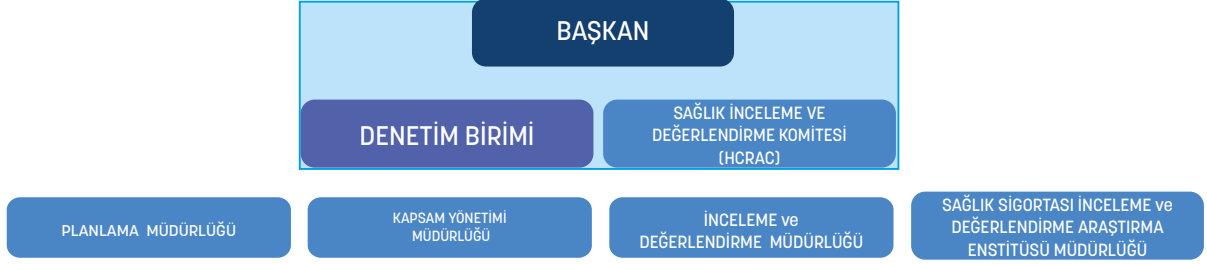 BAŞKAN
DENETİM BİRİMİ
SAĞLIK İNCELEME VE
DEĞERLENDİRME KOMİTESİ
(HCRAC)
PLANLAMA MÜDÜRLÜĞÜ
KAPSAM YÖNETİMİ
MÜDÜRLÜĞÜ
İNCELEME ve
DEĞERLENDİRME MÜDÜRLÜĞÜ
SAĞLIK SİGORTASI İNCELEME ve
DEĞERLENDİRME ARAŞTIRMA
ENSTİTÜSÜ MÜDÜRLÜĞÜ